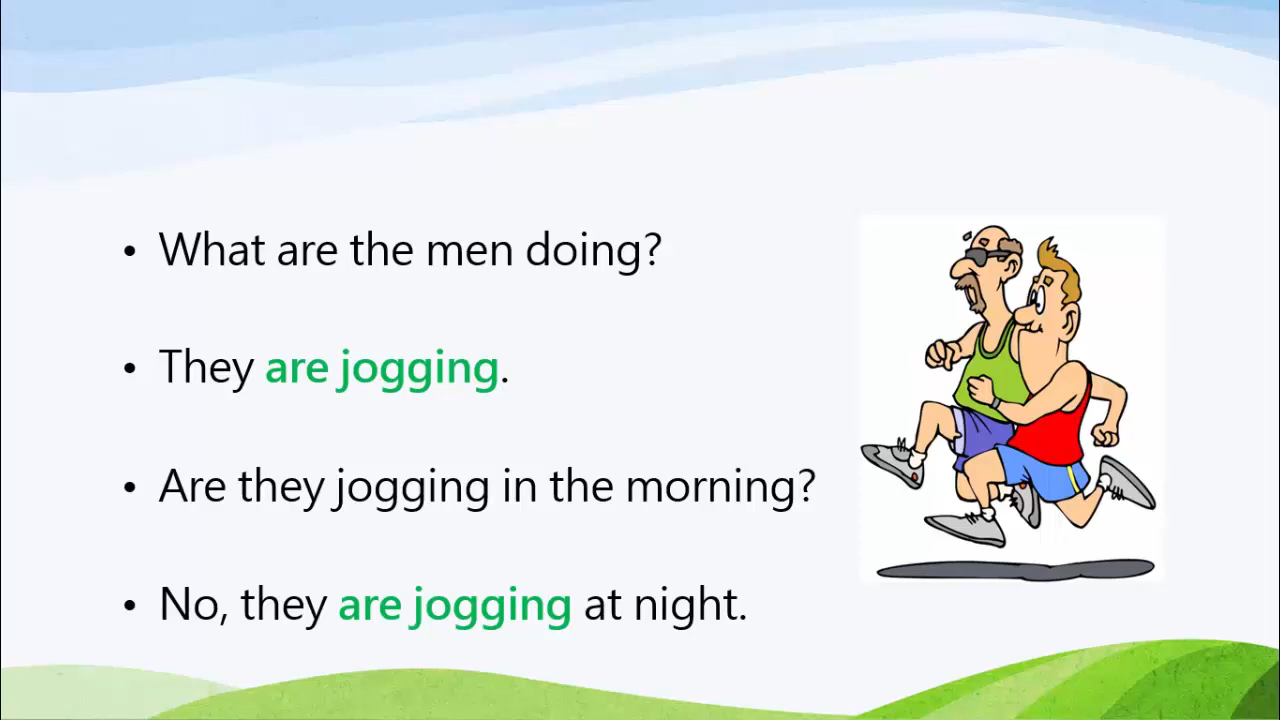 • What are the men doing?
• They are jogging.
• Are they jogging in the morning?
• No, they are jogging at night.